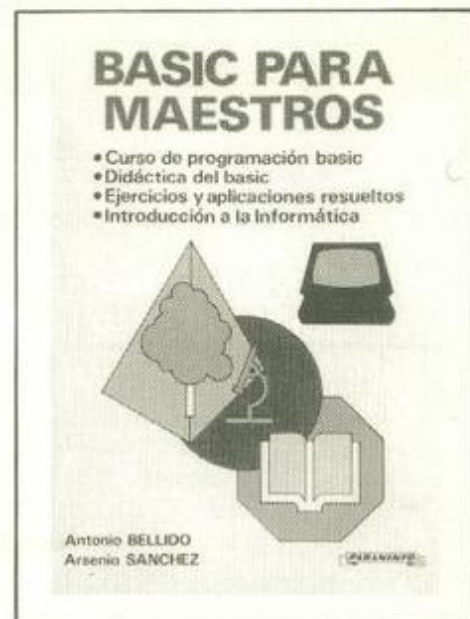 BASIC PARA
MAESTROS
• Curso de programación basic
• Didáctica del basic
• Ejercicios y aplicaciones resueltos
• Introducción a la Informática
Antonio BELLIDO
Arsenio SANCHEZ
PARANINFO